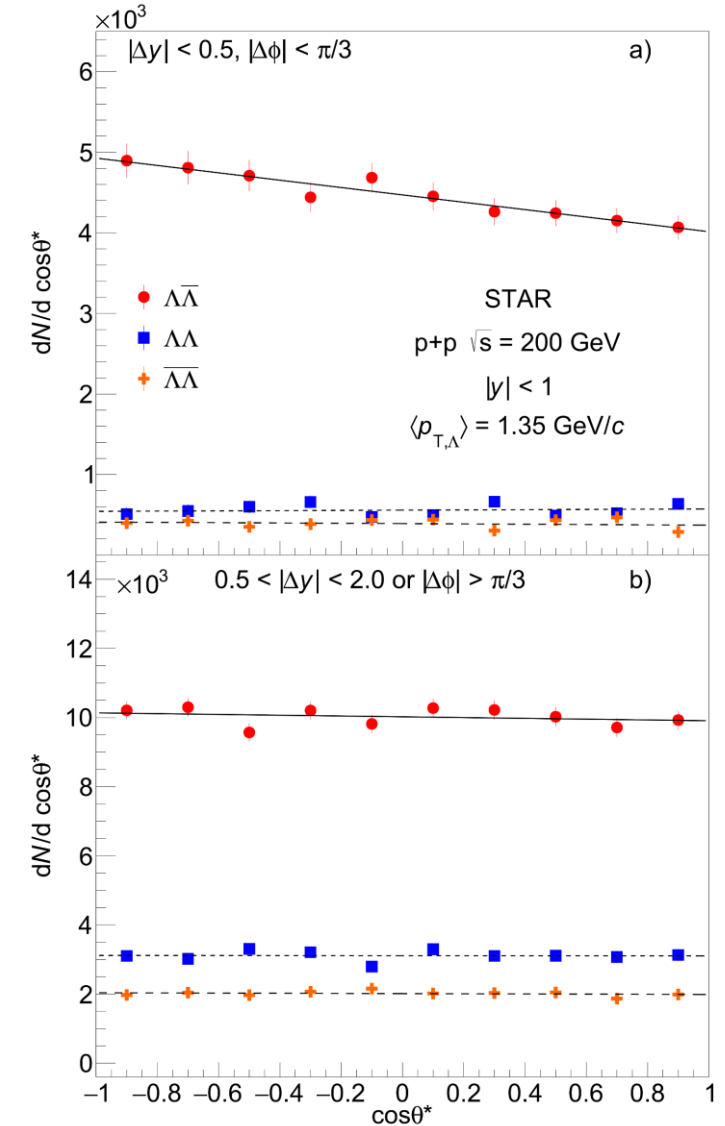 ×10³
|Δy| < 0.5, |Δϕ| < π/3
a)
6
5
4
3
2
1
dN/d cosθ*
ΛΛ̅
ΛΛ
Λ̅Λ̅
STAR
p+p √s = 200 GeV
|y| < 1
⟨p_T,Λ⟩ = 1.35 GeV/c
×10³
0.5 < |Δy| < 2.0 or |Δϕ| > π/3
b)
14
12
10
8
6
4
2
0
dN/d cosθ*
−1 −0.8 −0.6 −0.4 −0.2 0 0.2 0.4 0.6 0.8 1
cosθ*